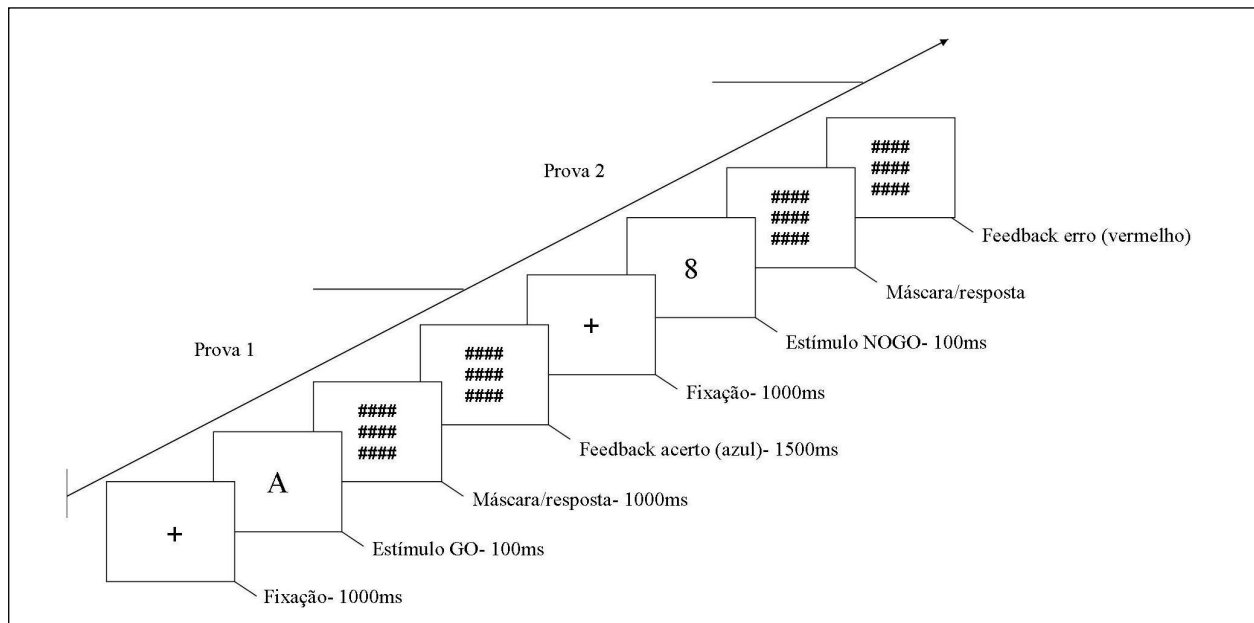 Prova 2
####
####
####
Feedback erro (vermelho)
####
####
####
Máscara/resposta
8
Estímulo NOGO- 100ms
+
Fixação- 1000ms
Prova 1
####
####
####
Feedback acerto (azul)- 1500ms
####
####
####
Máscara/resposta- 1000ms
A
Estímulo GO- 100ms
+
Fixação- 1000ms